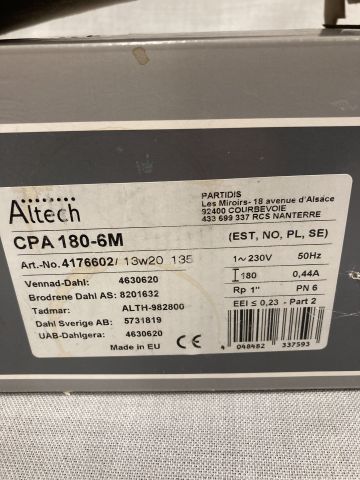 Altech
PARTIDIS
Les Miroirs- 18 avenue d'Alsace
92400 COURBEVOIE
433 699 337 RCS NANTERRE
CPA 180-6M (EST, NO, PL, SE)
Art.-No. 4176602/ 13w20 135 1~ 230V 50Hz
Vennad-Dahl: 4630620 180 0,44A
Brodrene Dahl AS: 8201632 Rp 1" PN 6
Tadmar: ALTH-982800 EEI ≤ 0,23 - Part 2
Dahl Sverige AB: 5731819
UAB-Dahlgera: 4630620
Made in EU CE 4 048482 337593